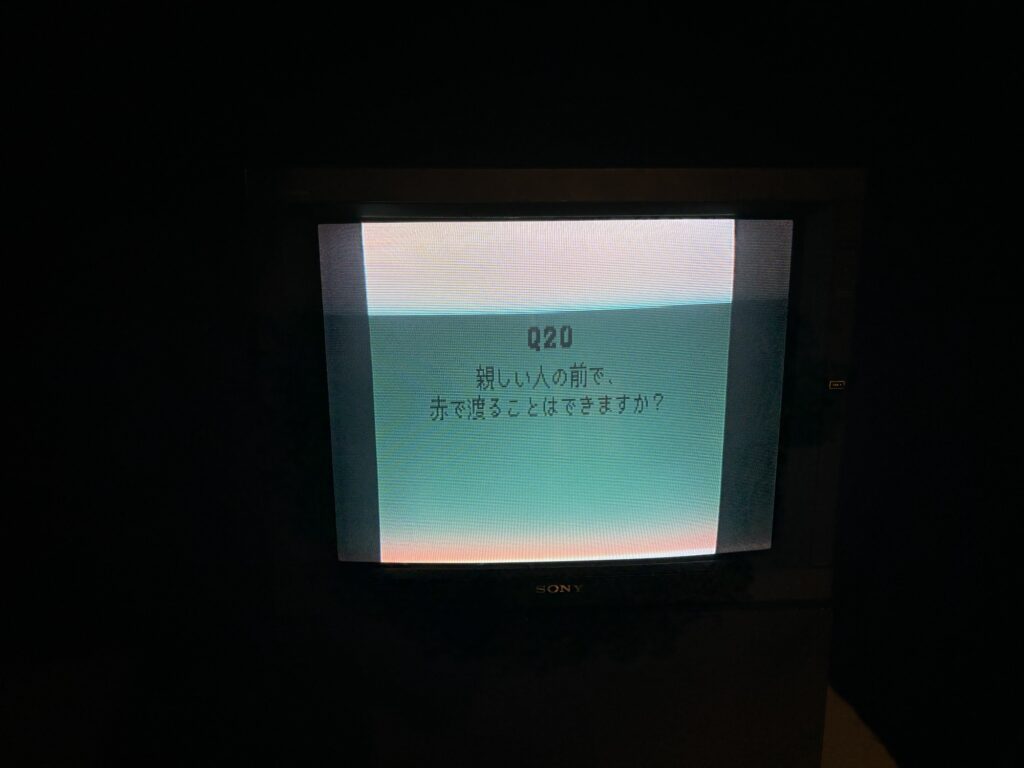 Q20
親しい人の前で、
赤で渡ることはできますか？
SONY